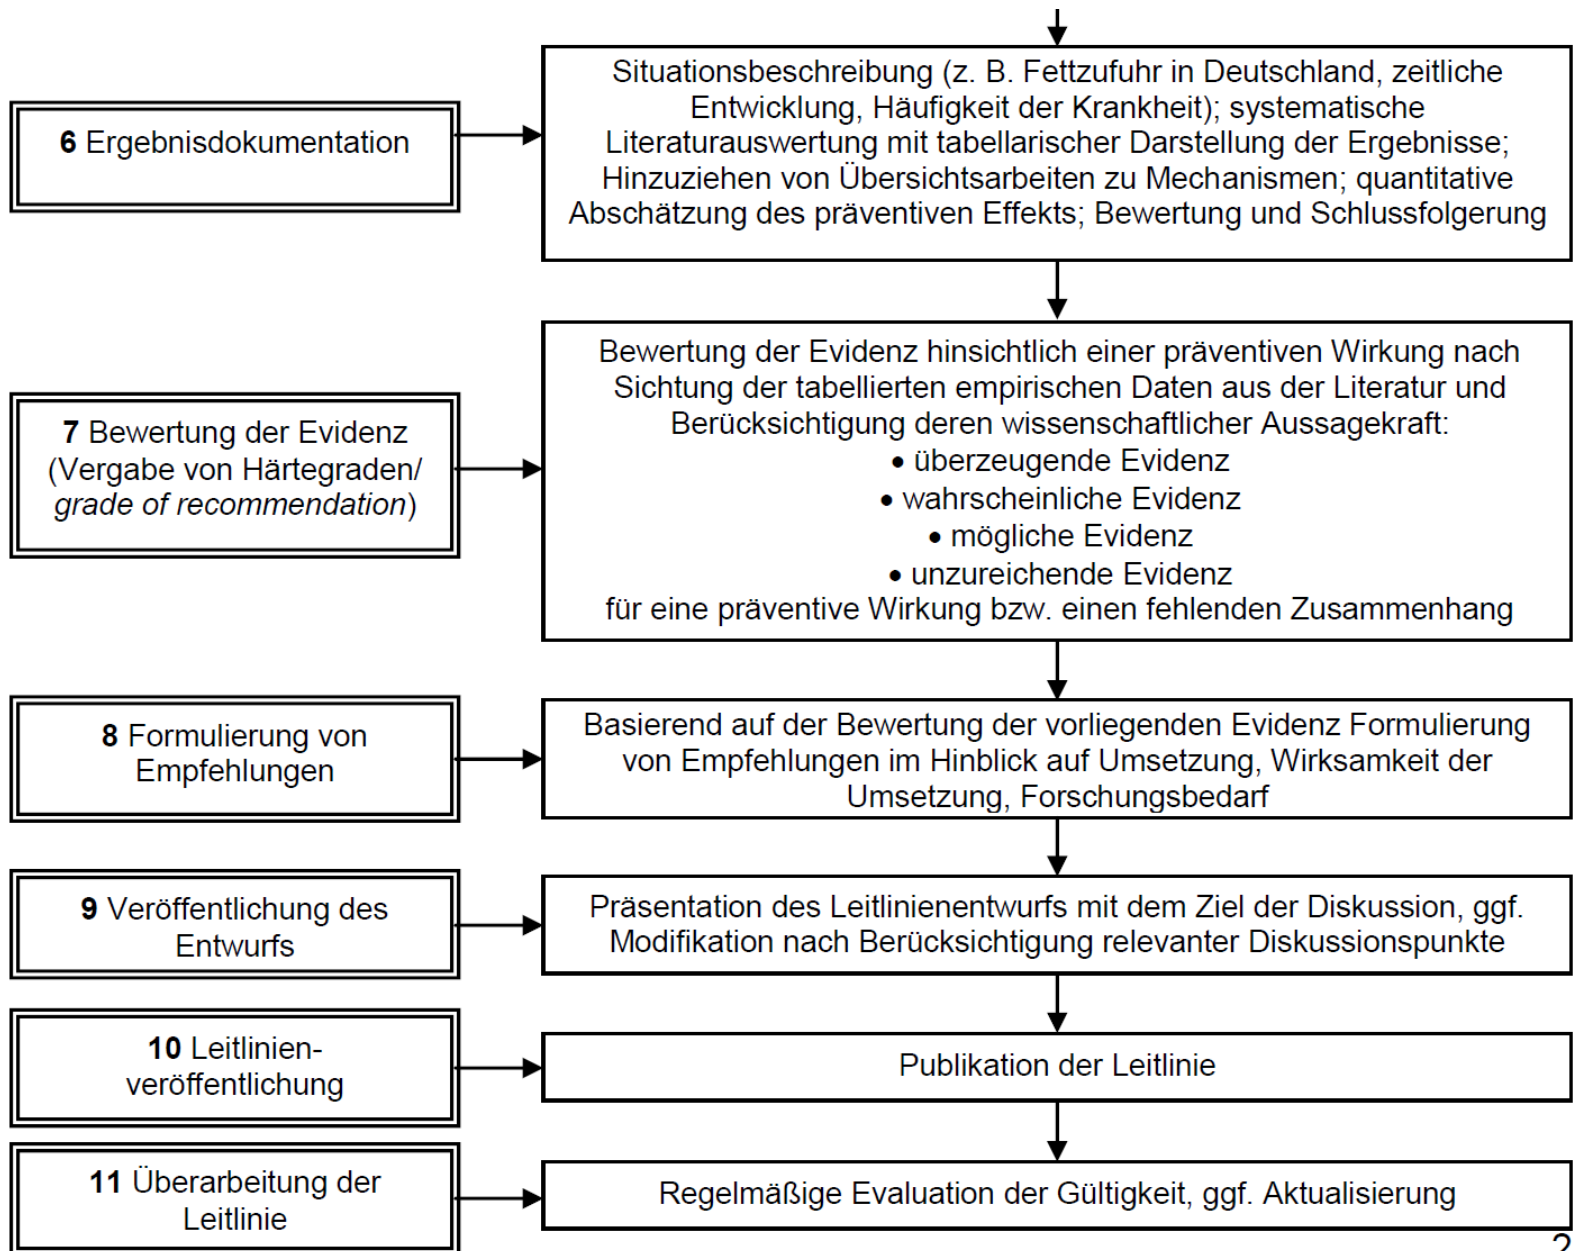 6 Ergebnisdokumentation
Situationsbeschreibung (z. B. Fettzufuhr in Deutschland, zeitliche
Entwicklung, Häufigkeit der Krankheit); systematische
Literaturauswertung mit tabellarischer Darstellung der Ergebnisse;
Hinzuziehen von Übersichtsarbeiten zu Mechanismen; quantitative
Abschätzung des präventiven Effekts; Bewertung und Schlussfolgerung
7 Bewertung der Evidenz
(Vergabe von Härtegraden/
grade of recommendation)
Bewertung der Evidenz hinsichtlich einer präventiven Wirkung nach
Sichtung der tabellierten empirischen Daten aus der Literatur und
Berücksichtigung deren wissenschaftlicher Aussagekraft:
• überzeugende Evidenz
• wahrscheinliche Evidenz
• mögliche Evidenz
• unzureichende Evidenz
für eine präventive Wirkung bzw. einen fehlenden Zusammenhang
8 Formulierung von
Empfehlungen
Basierend auf der Bewertung der vorliegenden Evidenz Formulierung
von Empfehlungen im Hinblick auf Umsetzung, Wirksamkeit der
Umsetzung, Forschungsbedarf
9 Veröffentlichung des
Entwurfs
Präsentation des Leitlinienentwurfs mit dem Ziel der Diskussion, ggf.
Modifikation nach Berücksichtigung relevanter Diskussionspunkte
10 Leitlinien-
veröffentlichung
Publikation der Leitlinie
11 Überarbeitung der
Leitlinie
Regelmäßige Evaluation der Gültigkeit, ggf. Aktualisierung
2